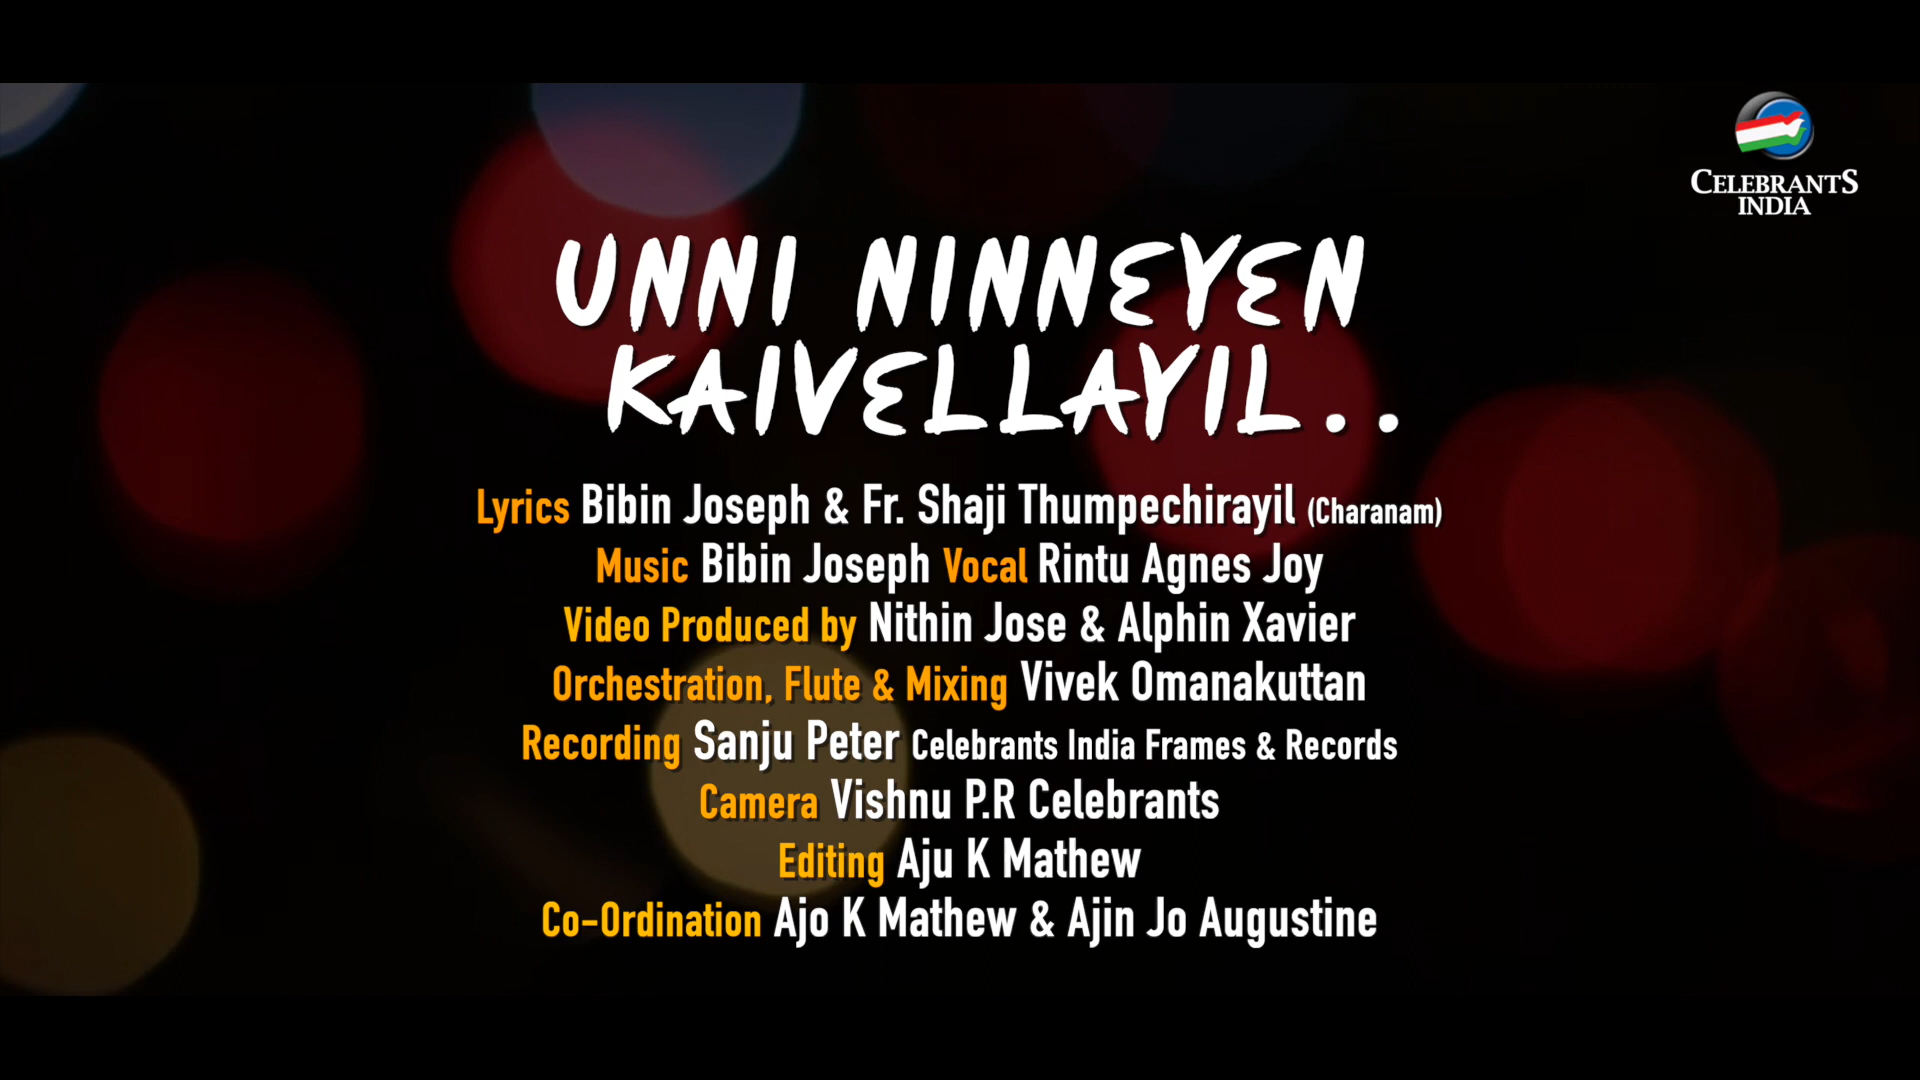 CELEBRANTS
INDIA
UNNI NINNEYEN
KAIVELLAYIL..
Lyrics Bibin Joseph & Fr. Shaji Thumpechirayil (Charanam)
Music Bibin Joseph Vocal Rintu Agnes Joy
Video Produced by Nithin Jose & Alphin Xavier
Orchestration, Flute & Mixing Vivek Omanakuttan
Recording Sanju Peter Celebrants India Frames & Records
Camera Vishnu P.R Celebrants
Editing Aju K Mathew
Co-Ordination Ajo K Mathew & Ajin Jo Augustine